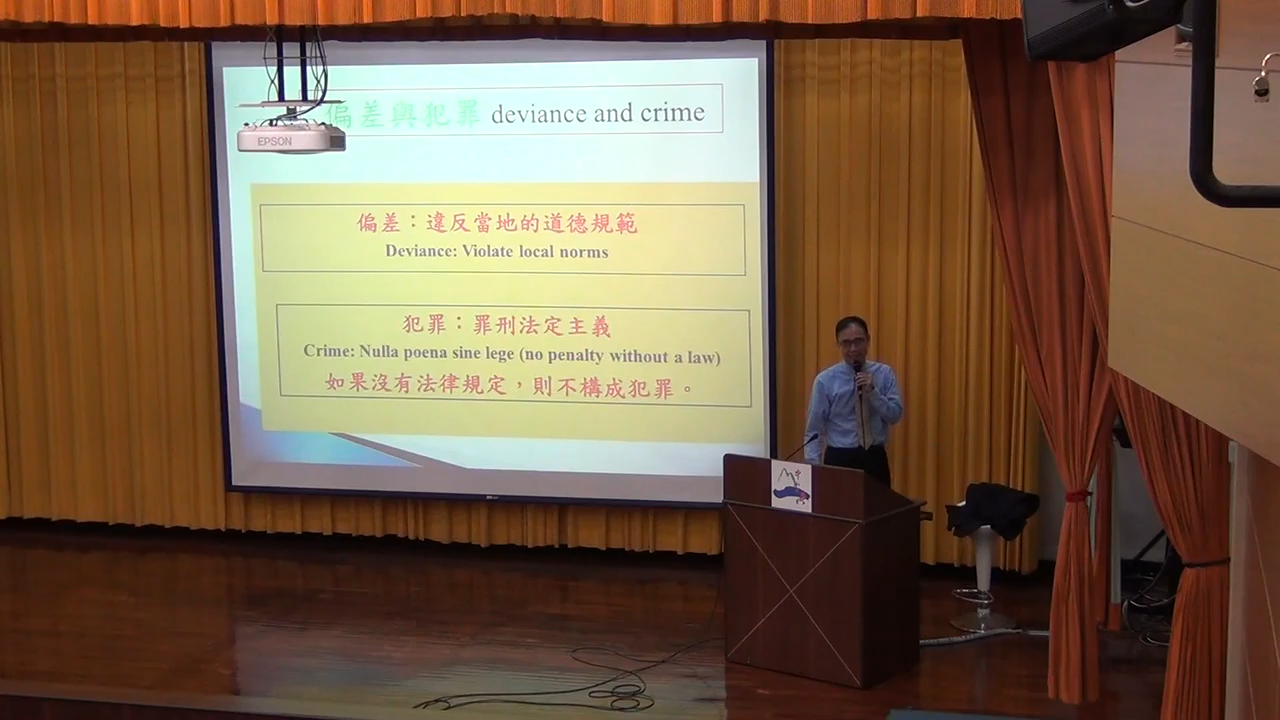 偏差與犯罪 deviance and crime
EPSON
偏差：違反當地的道德規範
Deviance: Violate local norms
犯罪：罪刑法定主義
Crime: Nulla poena sine lege (no penalty without a law)
如果沒有法律規定，則不構成犯罪。